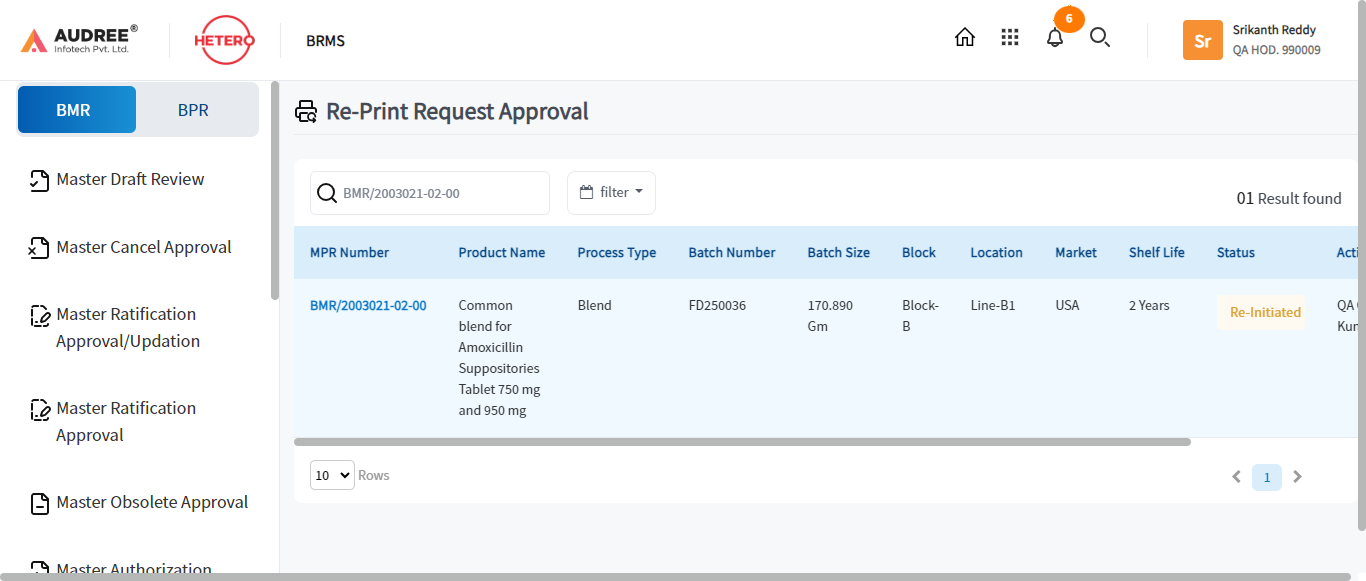 AUDREE®
Infotech Pvt. Ltd.
HETERO
BRMS
6
Sr
Srikanth Reddy
QA HOD. 990009
BMR
BPR
Master Draft Review
Master Cancel Approval
Master Ratification
Approval/Updation
Master Ratification
Approval
Master Obsolete Approval
Master Authorization
Re-Print Request Approval
BMR/2003021-02-00
filter
01 Result found
MPR Number Product Name Process Type Batch Number Batch Size Block Location Market Shelf Life Status Acti
BMR/2003021-02-00 Common Blend FD250036 170.890 Block- Line-B1 USA 2 Years Re-Initiated QA
blend for Gm B Kum
Amoxicillin
Suppositories
Tablet 750 mg
and 950 mg
10 Rows
1